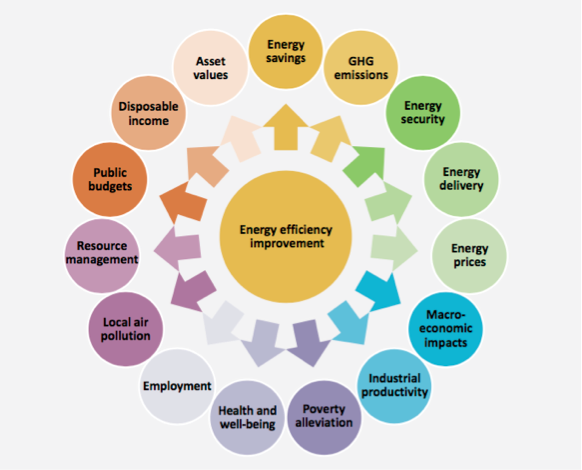 Energy
savings
GHG
emissions
Energy
security
Energy
delivery
Energy
prices
Macro-
economic
impacts
Industrial
productivity
Poverty
alleviation
Health and
well-being
Employment
Local air
pollution
Resource
management
Public
budgets
Disposable
income
Asset
values
Energy efficiency
improvement